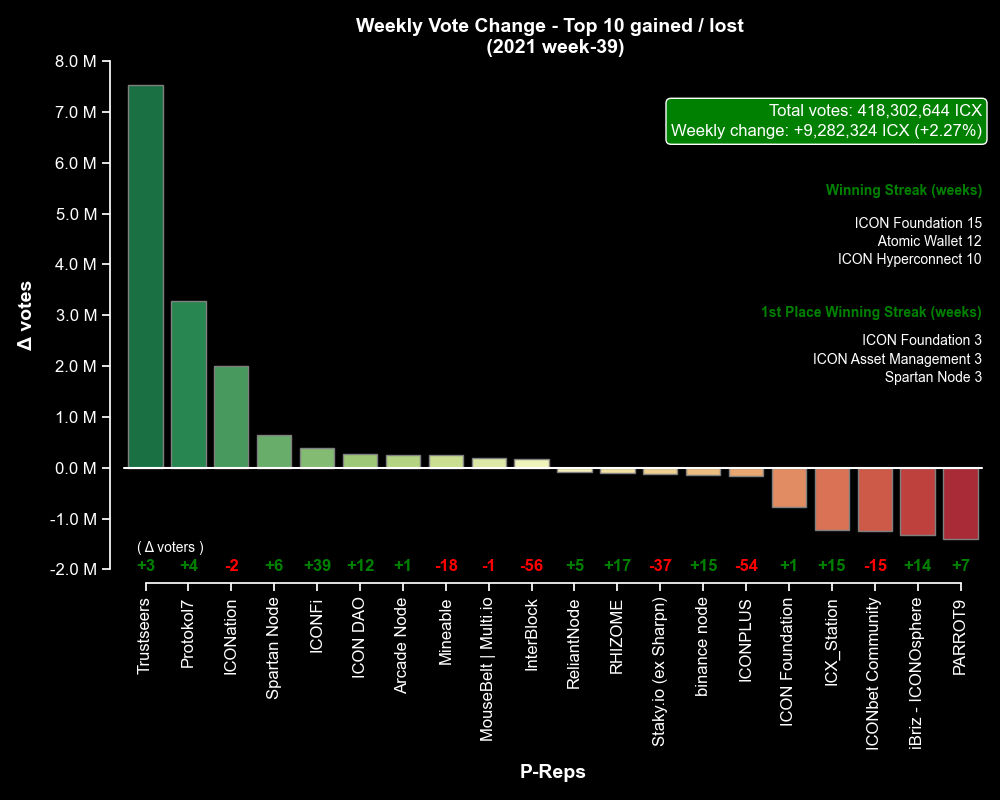 Weekly Vote Change - Top 10 gained / lost
(2021 week-39)
8.0 M
7.0 M
6.0 M
5.0 M
4.0 M
3.0 M
2.0 M
1.0 M
0.0 M
-1.0 M
-2.0 M
Δ votes
Total votes: 418,302,644 ICX
Weekly change: +9,282,324 ICX (+2.27%)
Winning Streak (weeks)
ICON Foundation 15
Atomic Wallet 12
ICON Hyperconnect 10
1st Place Winning Streak (weeks)
ICON Foundation 3
ICON Asset Management 3
Spartan Node 3
( Δ voters )
+3 +4 -2 +6 +39 +12 +1 -18 -1 -56 +5 +17 -37 +15 -54 +1 +15 -15 +14 +7
Trustseers
Protokol7
ICONation
Spartan Node
ICONFi
ICON DAO
Arcade Node
Mineable
MouseBelt | Multi.io
InterBlock
ReliantNode
RHIZOME
Staky.io (ex Sharpn)
binance node
ICONPLUS
ICON Foundation
ICX_Station
ICONbet Community
iBriz - ICONOsphere
PARROT9
P-Reps